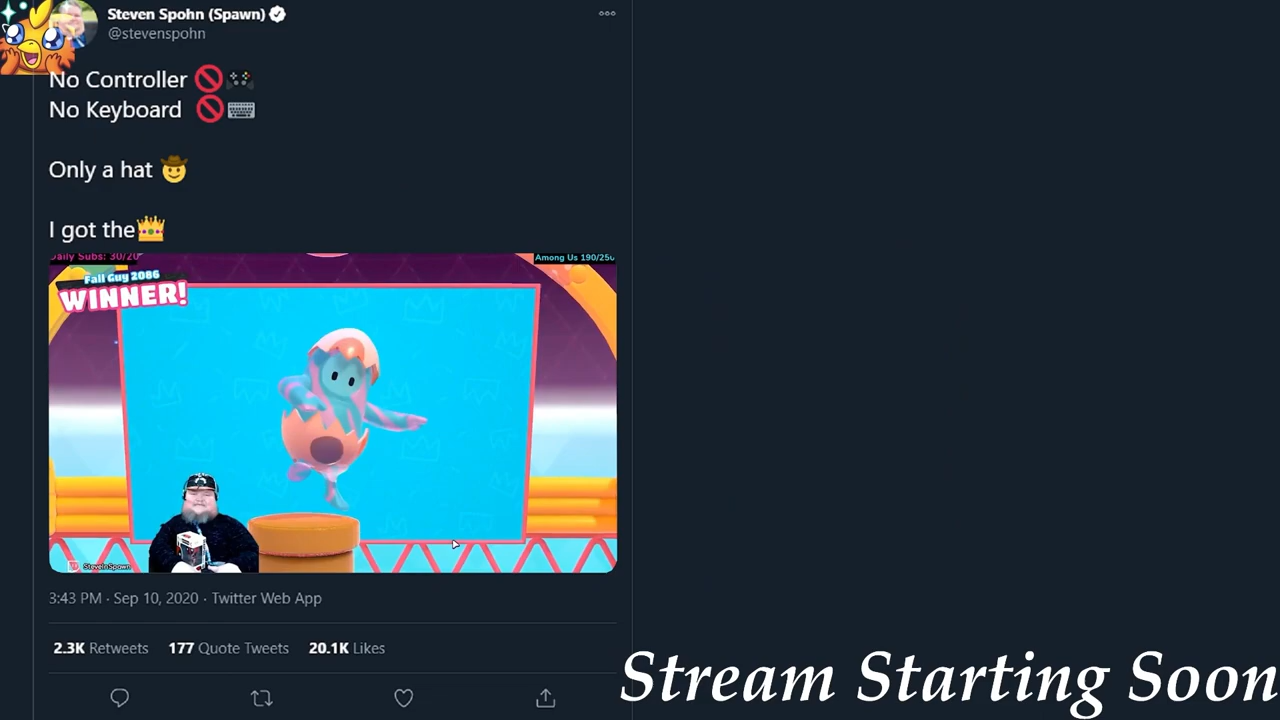 Steven Spohn (Spawn)
@stevenspohn
No Controller 🚫🎮
No Keyboard 🚫⌨️
Only a hat 🤠
I got the👑
Daily Subs: 30/20
Among Us 190/250
Fall Guy 2086
WINNER!
SteveInSpawn
3:43 PM · Sep 10, 2020 · Twitter Web App
2.3K Retweets 177 Quote Tweets 20.1K Likes
Stream Starting Soon